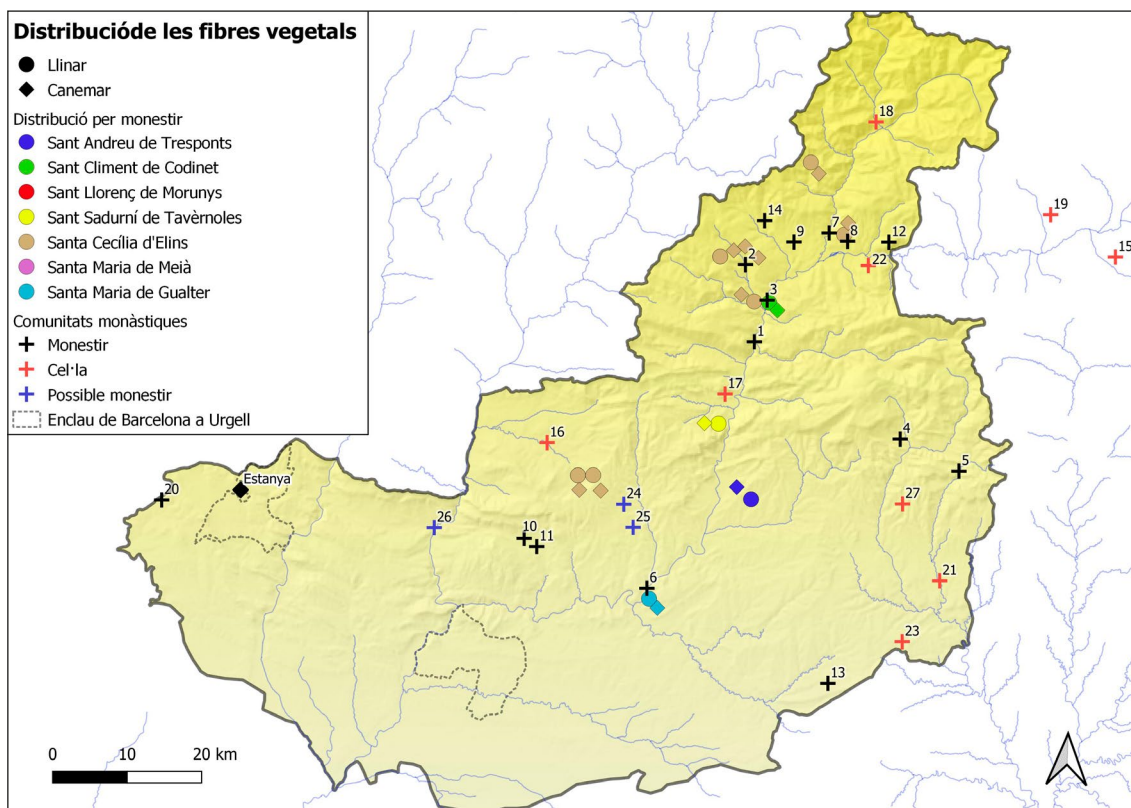 Distribucióde les fibres vegetals
Llinar
Canemar
Distribució per monestir
Sant Andreu de Tresponts
Sant Climent de Codinet
Sant Llorenç de Morunys
Sant Sadurní de Tavèrnoles
Santa Cecília d'Elins
Santa Maria de Meià
Santa Maria de Gualter
Comunitats monàstiques
Monestir
Cel·la
Possible monestir
Enclau de Barcelona a Urgell
18
19
14
7
9
8
12
15
2
22
3
1
17
4
16
5
Estanya
20
24
27
26
25
10
11
21
6
23
13
0 10 20 km